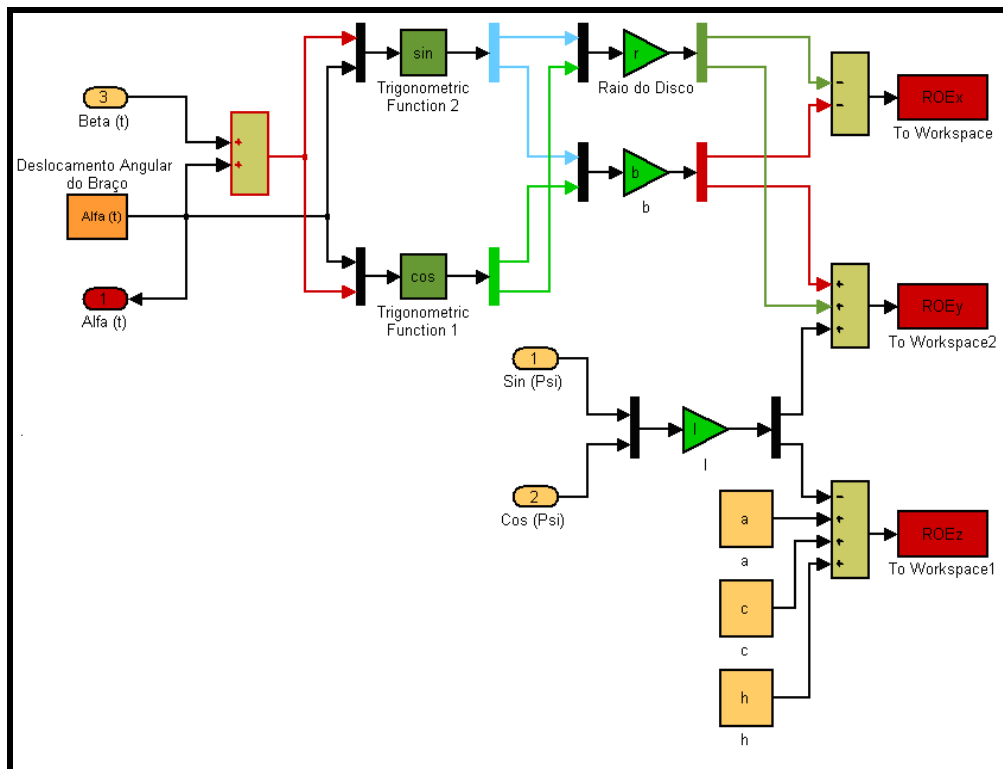 3
Beta (t)
Deslocamento Angular
do Braço
Alfa (t)
1
Alfa (t)
+
+
sin
Trigonometric
Function 2
cos
Trigonometric
Function 1
r
Raio do Disco
b
b
-
-
ROEx
To Workspace
+
+
+
ROEy
To Workspace2
1
Sin (Psi)
2
Cos (Psi)
l
l
a
a
c
c
h
h
-
+
+
+
ROEz
To Workspace1